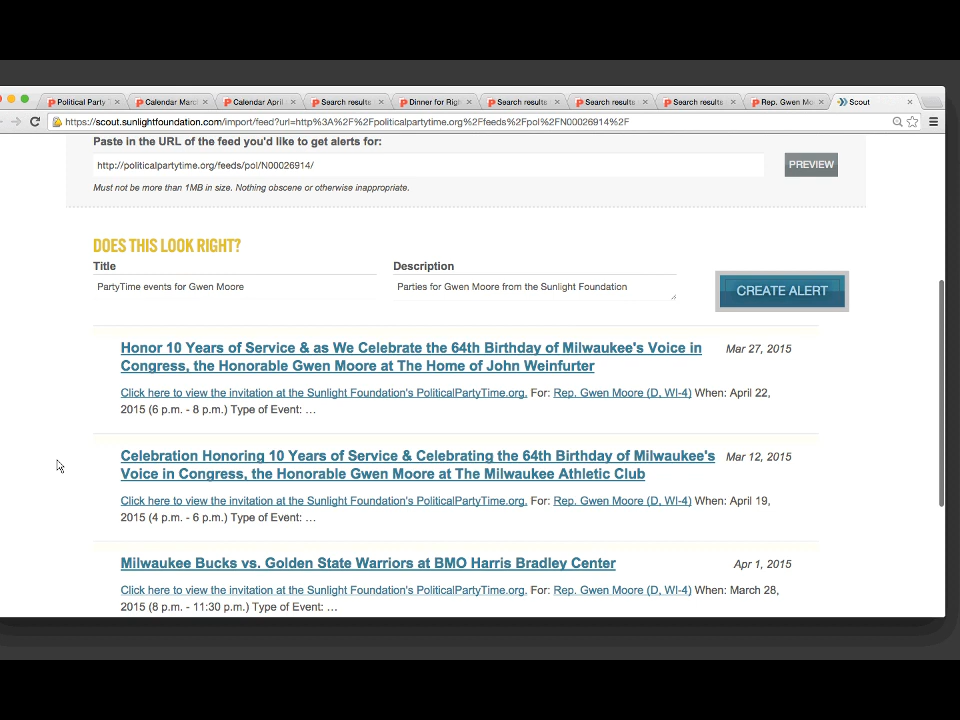 Political Party
Calendar Marc
Calendar April
Search results
Dinner for Rig
Search results
Search results
Search results
Rep. Gwen Mo
Scout
https://scout.sunlightfoundation.com/import/feed?url=http%3A%2F%2Fpoliticalpartytime.org%2Ffeeds%2Fpol%2FN00026914%2F
Paste in the URL of the feed you'd like to get alerts for:
http://politicalpartytime.org/feeds/pol/N00026914/
PREVIEW
Must not be more than 1MB in size. Nothing obscene or otherwise inappropriate.
DOES THIS LOOK RIGHT?
Title
Description
PartyTime events for Gwen Moore
Parties for Gwen Moore from the Sunlight Foundation
CREATE ALERT
Honor 10 Years of Service & as We Celebrate the 64th Birthday of Milwaukee's Voice in
Congress, the Honorable Gwen Moore at The Home of John Weinfurter
Mar 27, 2015
Click here to view the invitation at the Sunlight Foundation's PoliticalPartyTime.org. For: Rep. Gwen Moore (D, WI-4) When: April 22,
2015 (6 p.m. - 8 p.m.) Type of Event: ...
Celebration Honoring 10 Years of Service & Celebrating the 64th Birthday of Milwaukee's
Voice in Congress, the Honorable Gwen Moore at The Milwaukee Athletic Club
Mar 12, 2015
Click here to view the invitation at the Sunlight Foundation's PoliticalPartyTime.org. For: Rep. Gwen Moore (D, WI-4) When: April 19,
2015 (4 p.m. - 6 p.m.) Type of Event: ...
Milwaukee Bucks vs. Golden State Warriors at BMO Harris Bradley Center
Apr 1, 2015
Click here to view the invitation at the Sunlight Foundation's PoliticalPartyTime.org. For: Rep. Gwen Moore (D, WI-4) When: March 28,
2015 (8 p.m. - 11:30 p.m.) Type of Event: ...